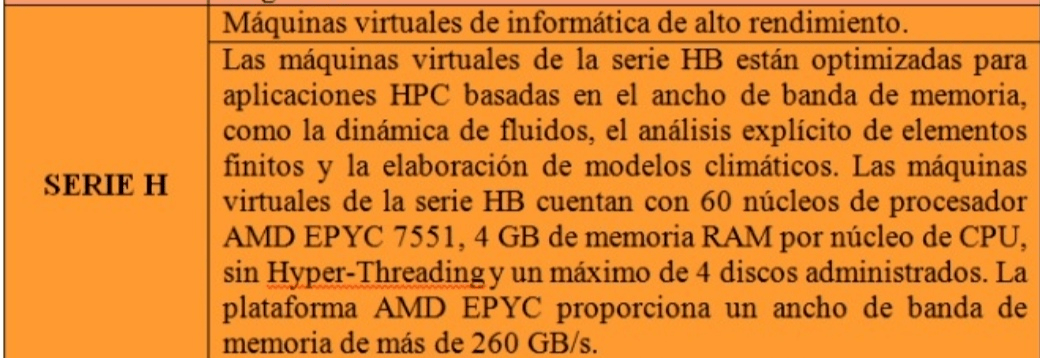 Máquinas virtuales de informática de alto rendimiento.
SERIE H
Las máquinas virtuales de la serie HB están optimizadas para
aplicaciones HPC basadas en el ancho de banda de memoria,
como la dinámica de fluidos, el análisis explícito de elementos
finitos y la elaboración de modelos climáticos. Las máquinas
virtuales de la serie HB cuentan con 60 núcleos de procesador
AMD EPYC 7551, 4 GB de memoria RAM por núcleo de CPU,
sin Hyper-Threading y un máximo de 4 discos administrados. La
plataforma AMD EPYC proporciona un ancho de banda de
memoria de más de 260 GB/s.